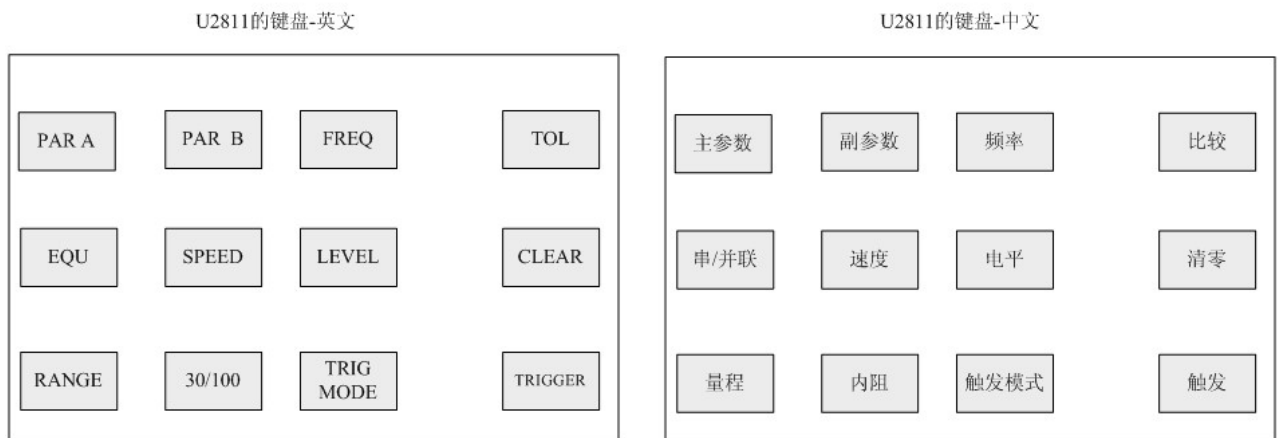 U2811的键盘-英文
PAR A
PAR B
FREQ
TOL
EQU
SPEED
LEVEL
CLEAR
RANGE
30/100
TRIG
MODE
TRIGGER
U2811的键盘-中文
主参数
副参数
频率
比较
串/并联
速度
电平
清零
量程
内阻
触发模式
触发